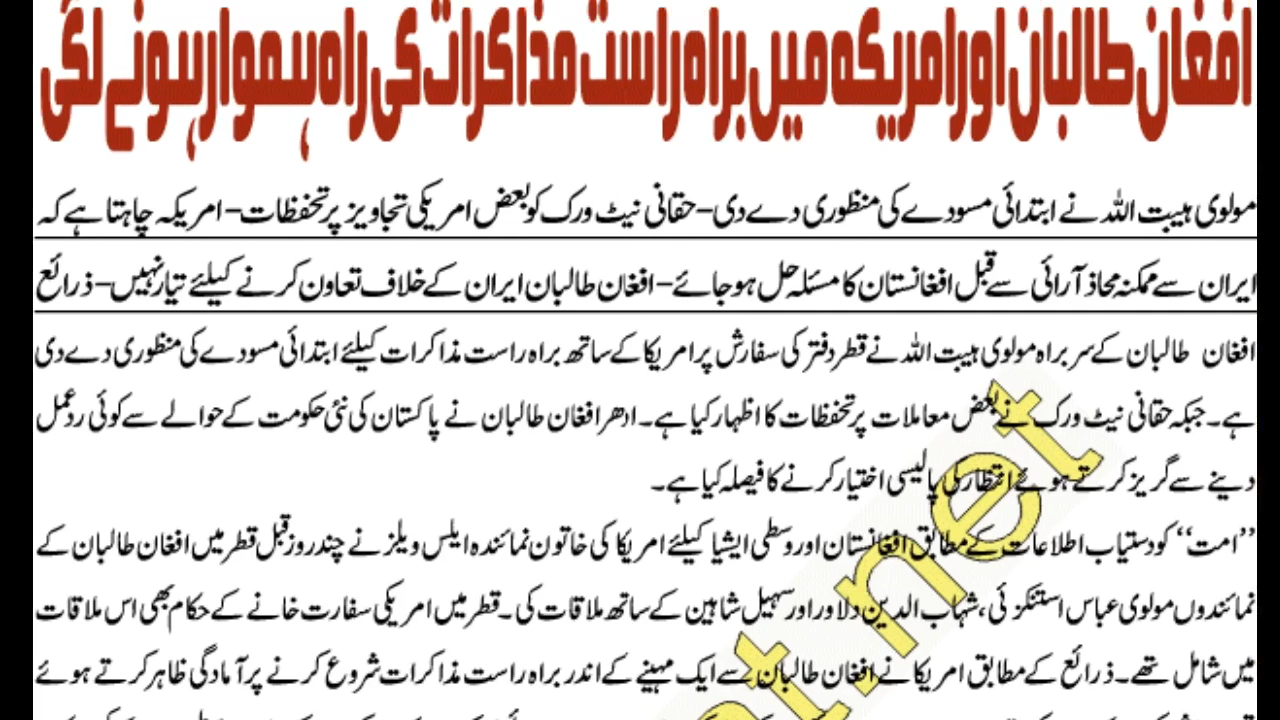 افغان طالبان اور امریکہ میں براہ راست مذاکرات کی راہ ہموار ہونے لگی
مولوی ہیبت اللہ نے ابتدائی مسودے کی منظوری دے دی-حقانی نیٹ ورک کو بعض امریکی تجاویز پر تحفظات-امریکہ چاہتا ہے کہ
ایران سے ممکنہ محاذ آرائی سے قبل افغانستان کا مسئلہ حل ہو جائے-افغان طالبان ایران کے خلاف تعاون کرنے کیلئے تیار نہیں-ذرائع
افغان طالبان کے سربراہ مولوی ہیبت اللہ نے قطر دفتر کی سفارش پر امریکا کے ساتھ براہ راست مذاکرات کیلئے ابتدائی مسودے کی منظوری دے دی
ہے۔ جبکہ حقانی نیٹ ورک نے بعض معاملات پر تحفظات کا اظہار کیا ہے۔ ادھر افغان طالبان نے پاکستان کی نئی حکومت کے حوالے سے کوئی ردعمل
دینے سے گریز کرتے ہوئے انتظار کی پالیسی اختیار کرنے کا فیصلہ کیا ہے۔
’’امت‘‘ کو دستیاب اطلاعات کے مطابق افغانستان اور وسطی ایشیا کیلئے امریکا کی خاتون نمائندہ ایلس ویلز نے چند روز قبل قطر میں افغان طالبان کے
نمائندوں مولوی عباس استنکزئی، شہاب الدین دلاور اور سہیل شاہین کے ساتھ ملاقات کی۔ قطر میں امریکی سفارت خانے کے حکام بھی اس ملاقات
میں شامل تھے۔ ذرائع کے مطابق امریکا نے افغان طالبان سے ایک مہینے کے اندر براہ راست مذاکرات شروع کرنے پر آمادگی ظاہر کرتے ہوئے